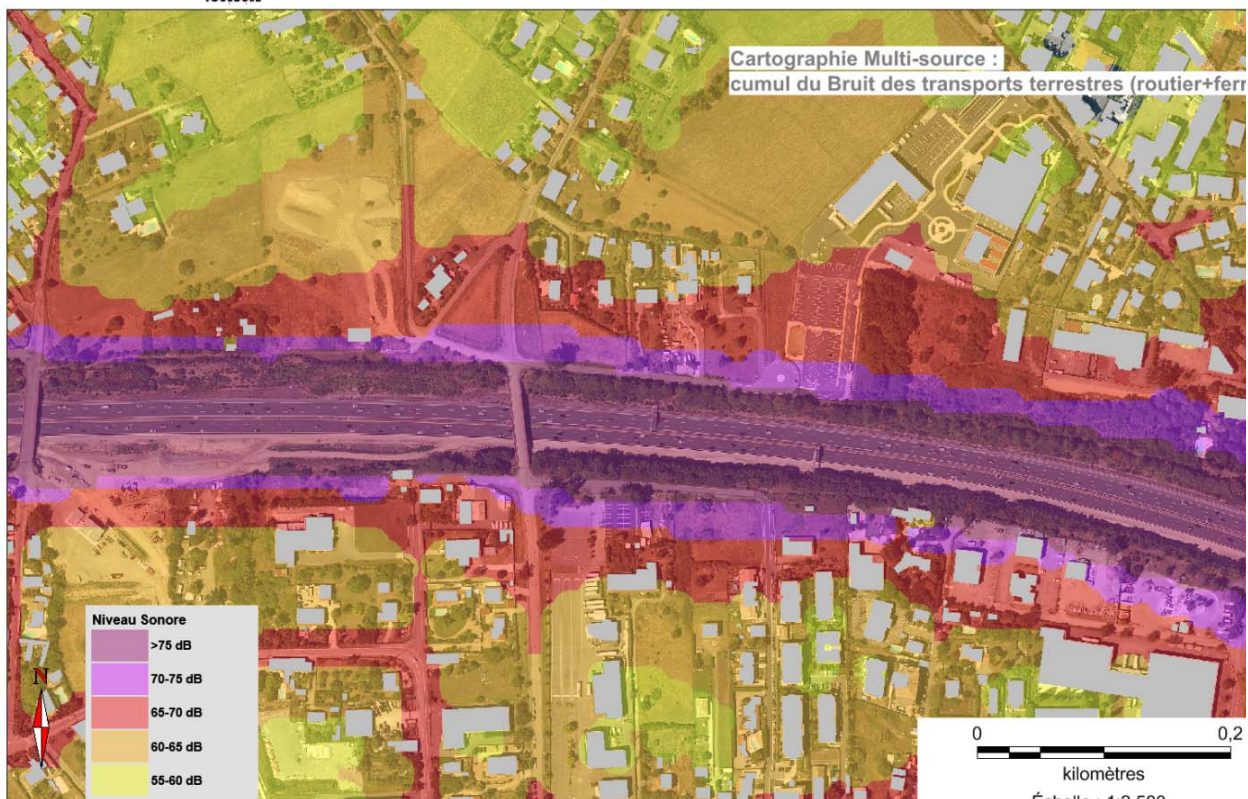 Cartographie Multi-source :
cumul du Bruit des transports terrestres (routier+ferr
Niveau Sonore
>75 dB
70-75 dB
65-70 dB
60-65 dB
55-60 dB
N
0 0,2
kilomètres